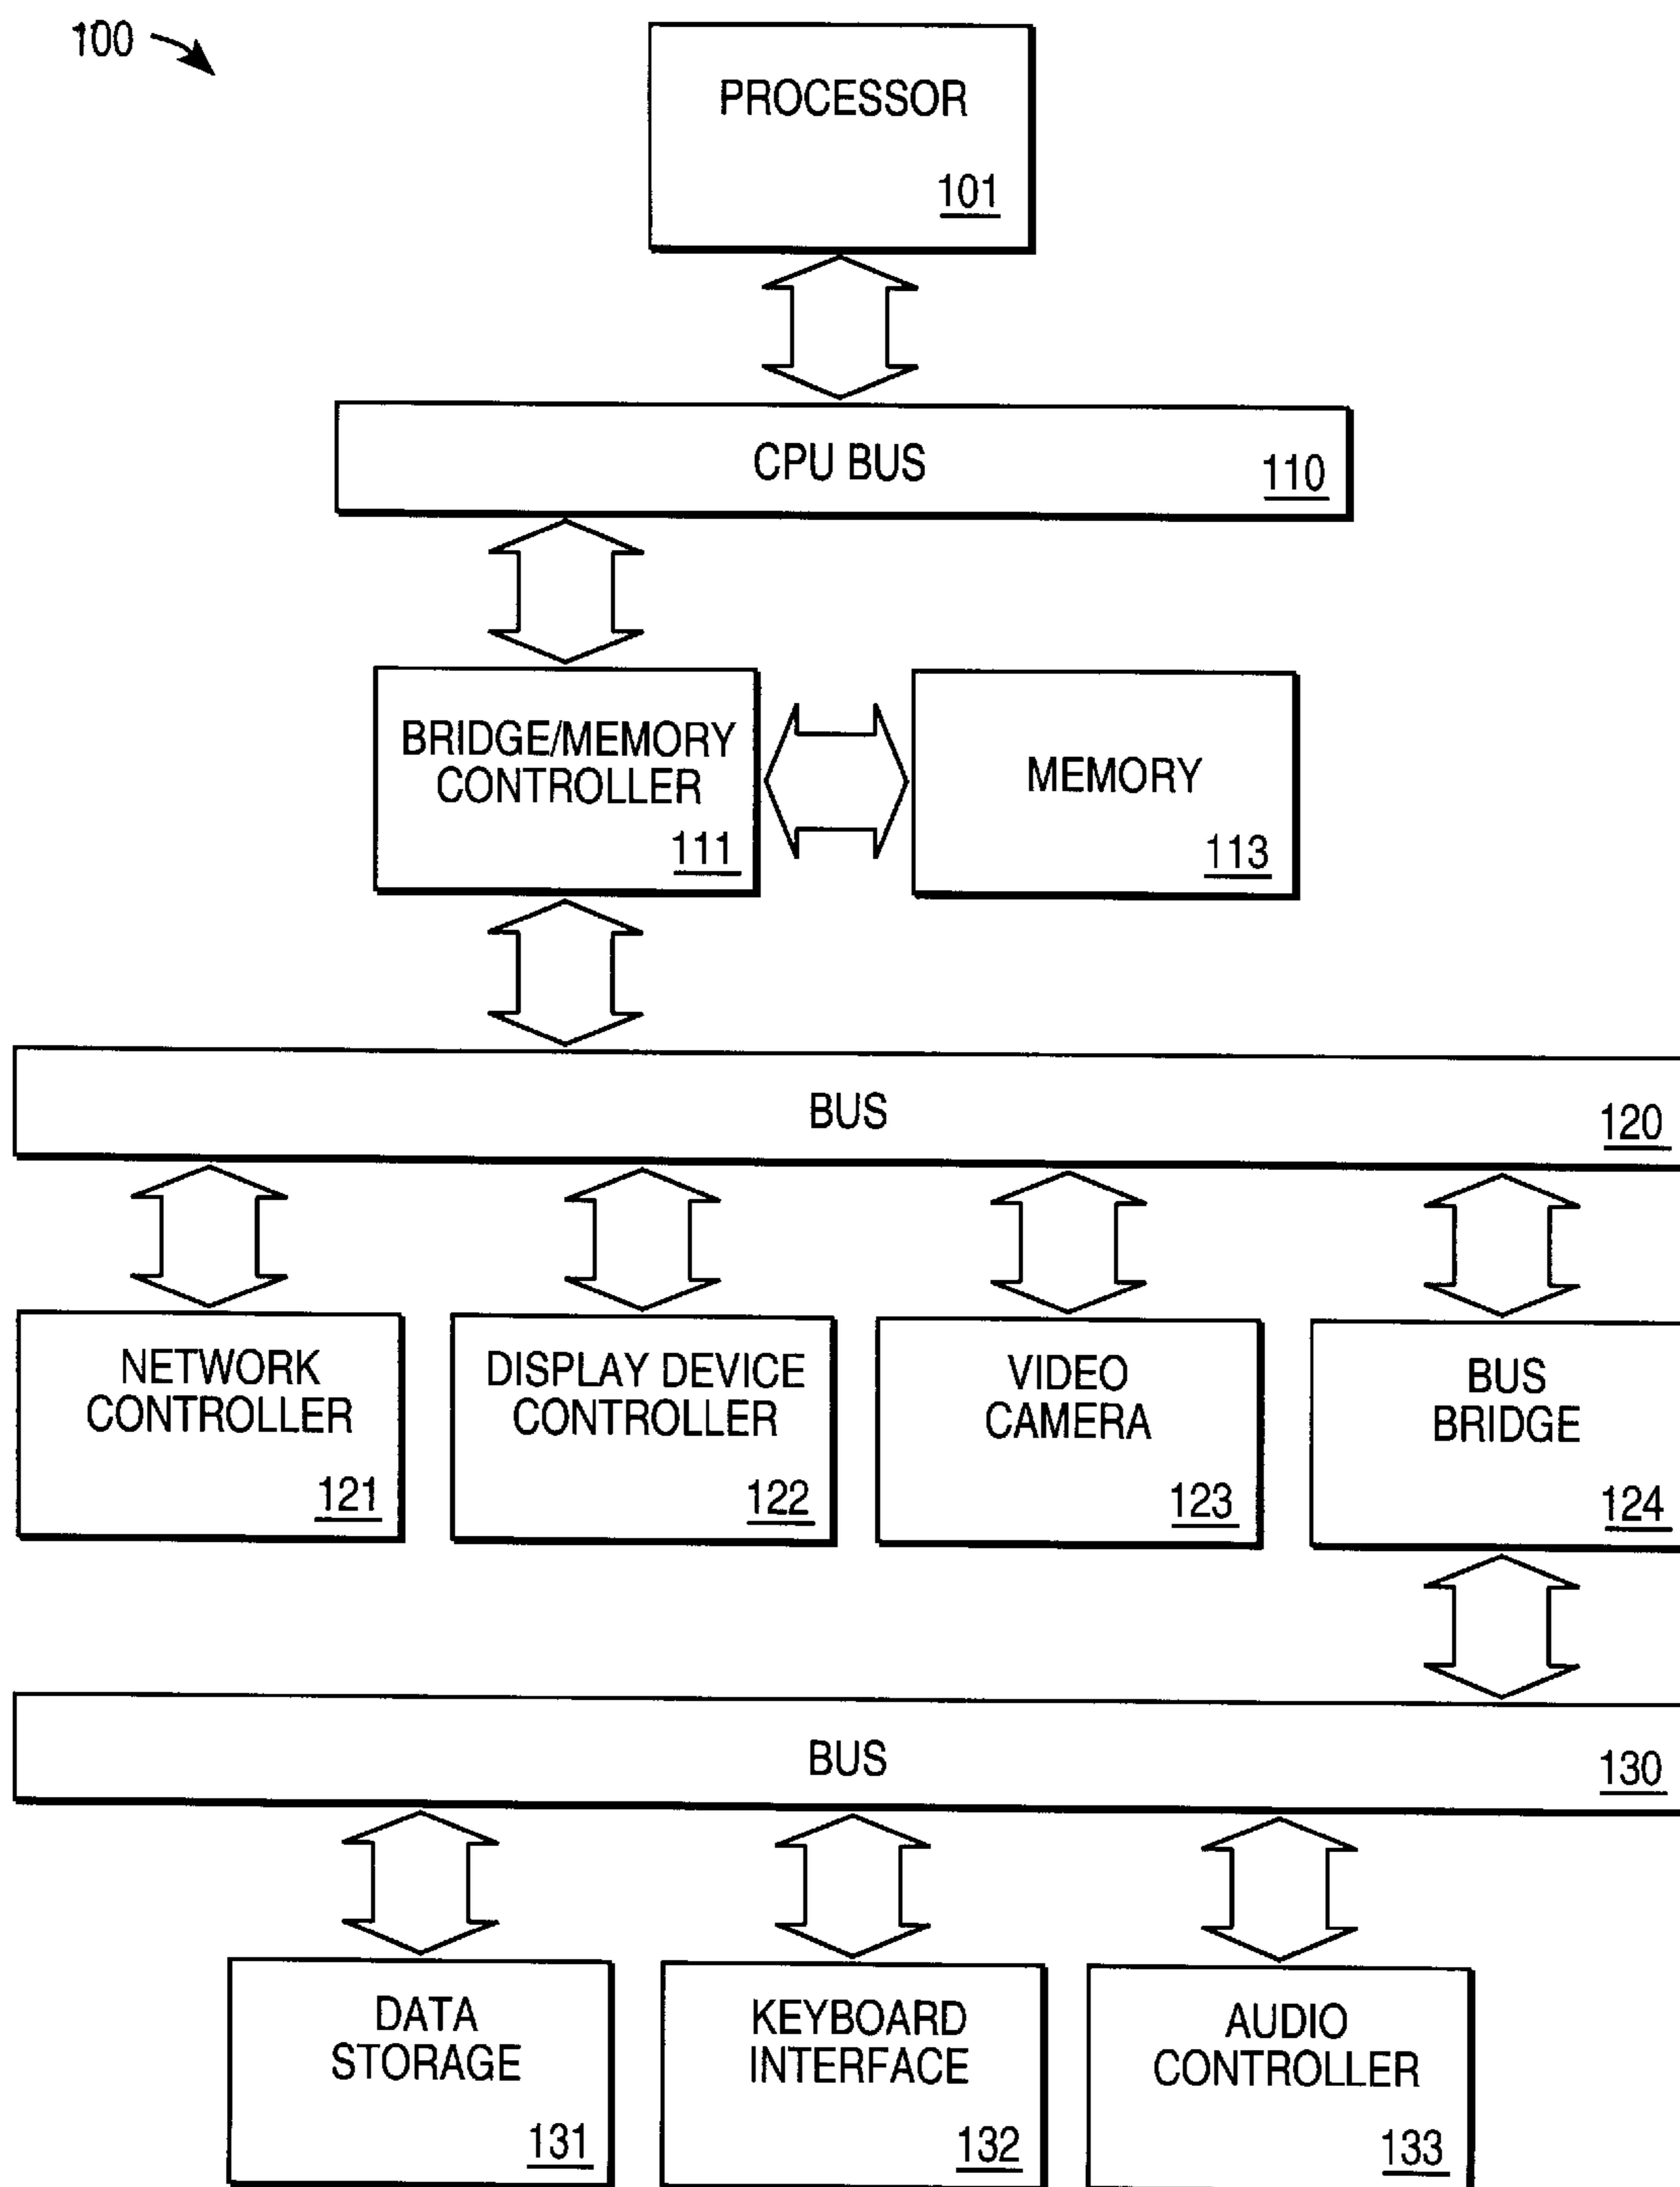 100
PROCESSOR
101
CPU BUS
110
BRIDGE/MEMORY
CONTROLLER
111
MEMORY
113
BUS
120
NETWORK
CONTROLLER
121
DISPLAY DEVICE
CONTROLLER
122
VIDEO
CAMERA
123
BUS
BRIDGE
124
BUS
130
DATA
STORAGE
131
KEYBOARD
INTERFACE
132
AUDIO
CONTROLLER
133